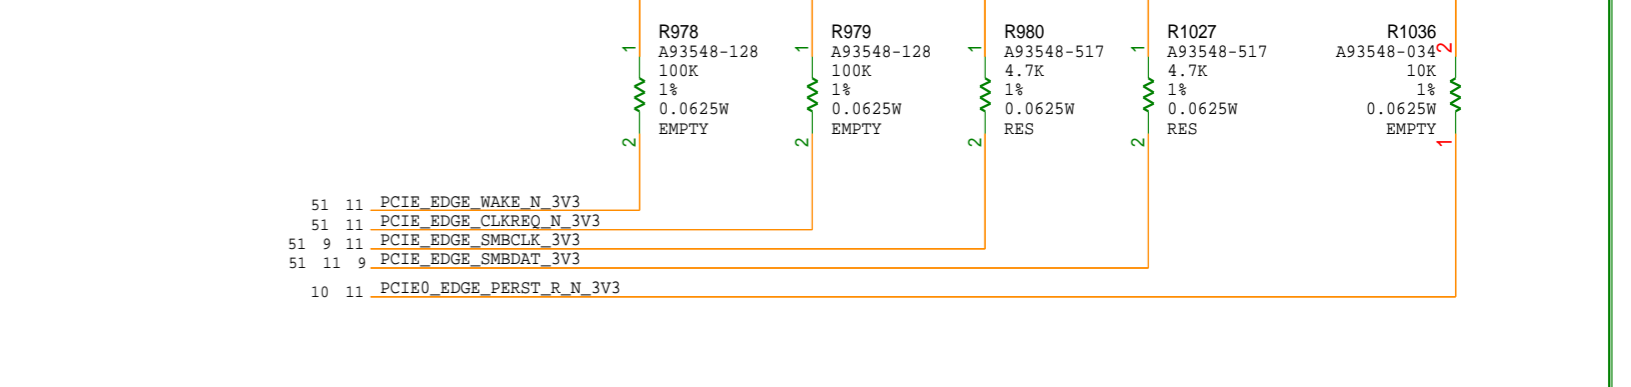 R978
A93548-128
100K
1%
0.0625W
EMPTY
1
2
R979
A93548-128
100K
1%
0.0625W
EMPTY
1
2
R980
A93548-517
4.7K
1%
0.0625W
RES
1
2
R1027
A93548-517
4.7K
1%
0.0625W
RES
1
2
R1036
A93548-034
10K
1%
0.0625W
EMPTY
2
1
51 11 PCIE_EDGE_WAKE_N_3V3
51 11 PCIE_EDGE_CLKREQ_N_3V3
51 9 11 PCIE_EDGE_SMBCLK_3V3
51 11 9 PCIE_EDGE_SMBDAT_3V3
10 11 PCIE0_EDGE_PERST_R_N_3V3